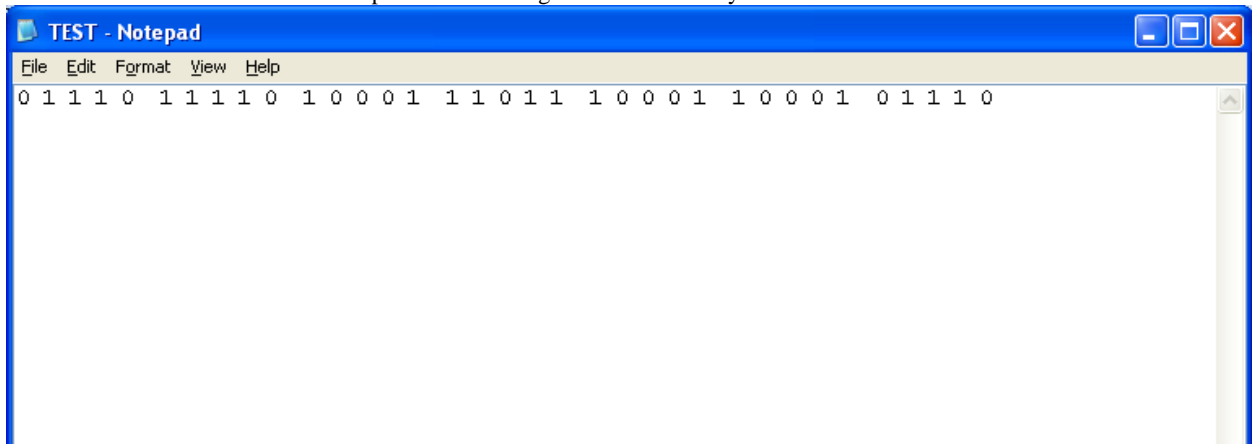 TEST - Notepad
File Edit Format View Help
0 1 1 1 0 1 1 1 1 0 1 0 0 0 1 1 1 0 1 1 1 0 0 0 1 1 0 0 0 1 0 1 1 1 0